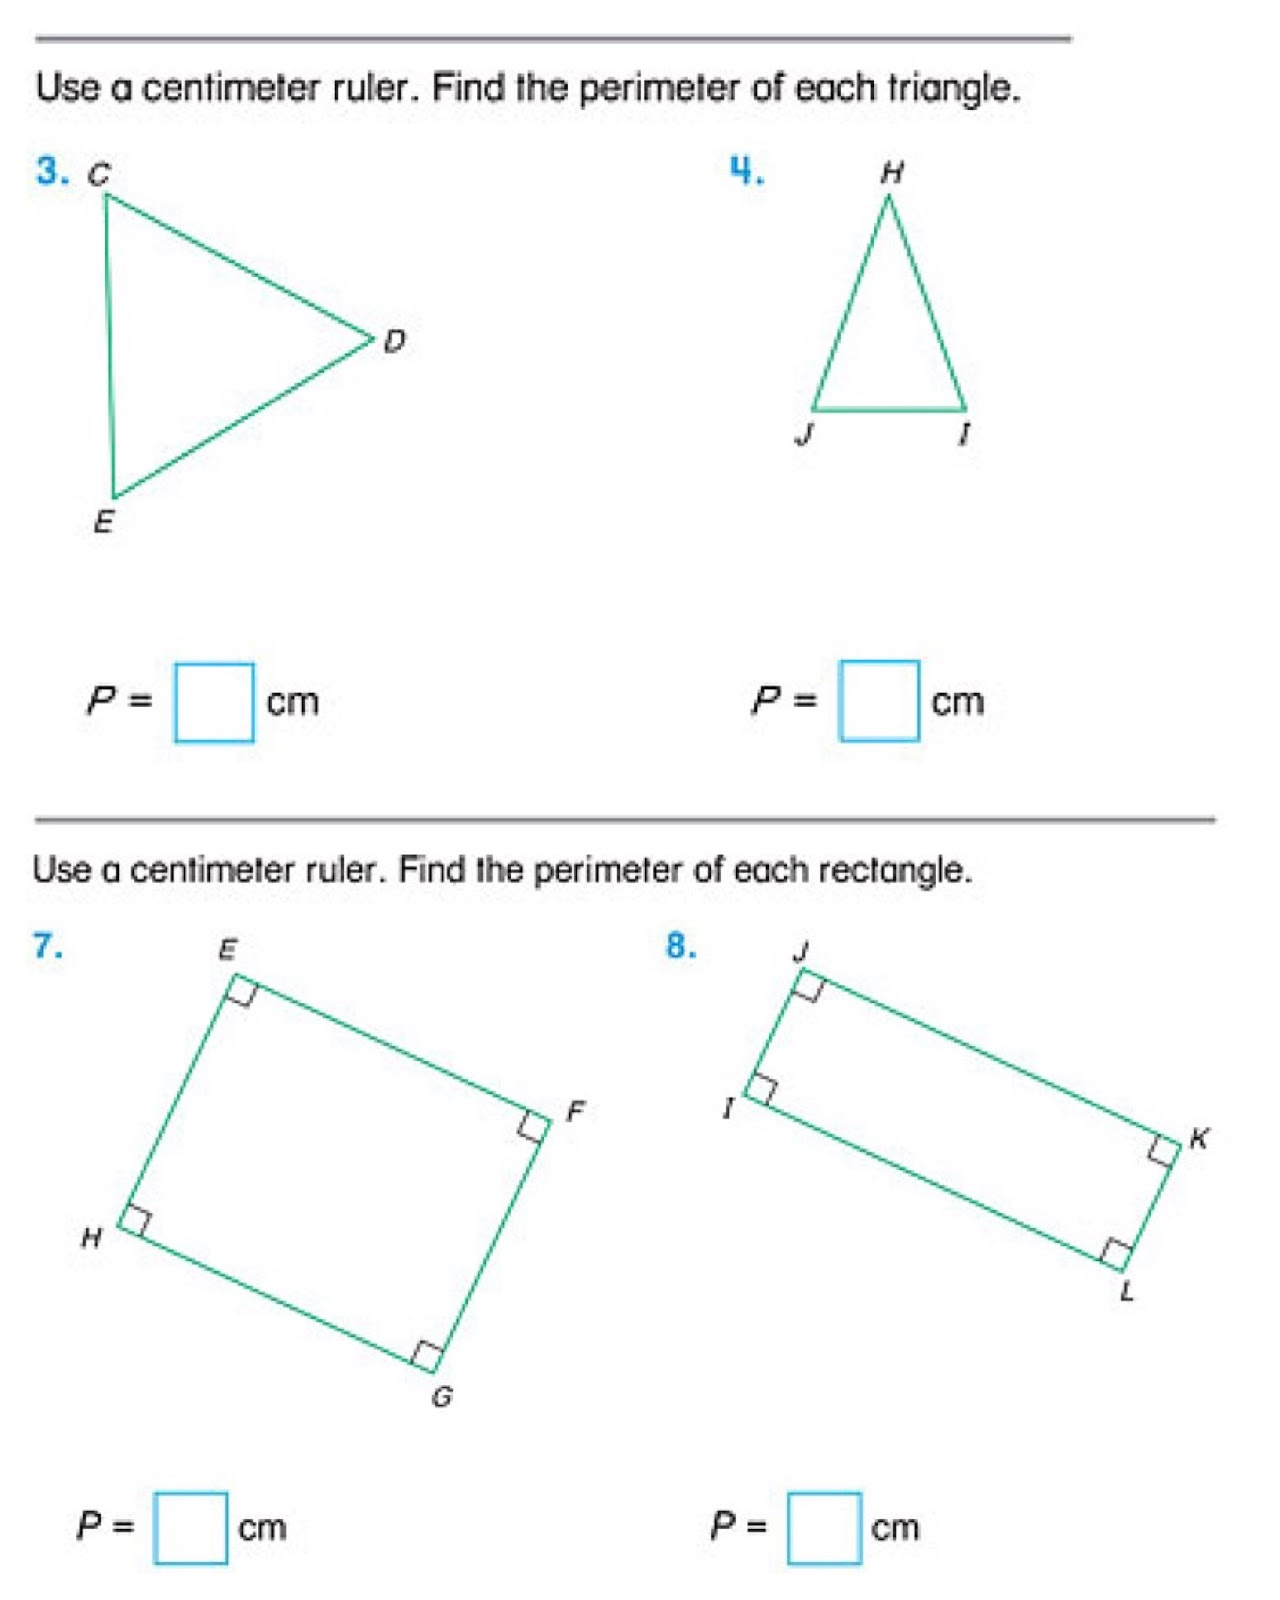 Use a centimeter ruler. Find the perimeter of each triangle.
3. C
D
E
4. H
J I
P = cm
P = cm
Use a centimeter ruler. Find the perimeter of each rectangle.
7. E
F
H
G
8. J
I
K
L
P = cm
P = cm